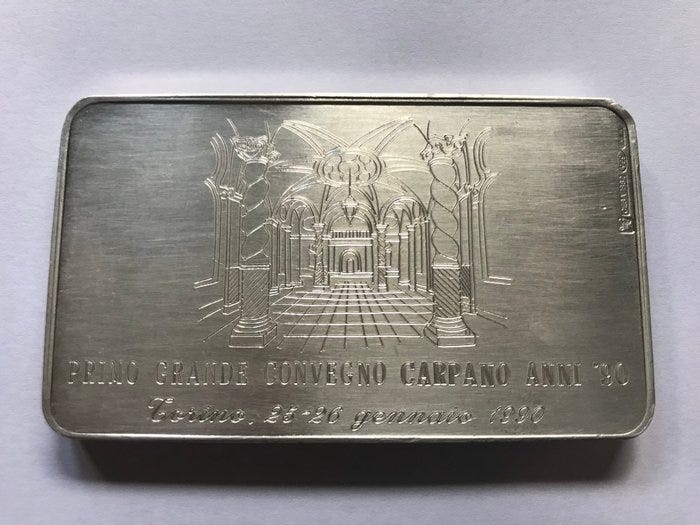 PRIMO GRANDE CONVEGNO CARPANO ANNI '90
Torino, 25-26 gennaio 1990